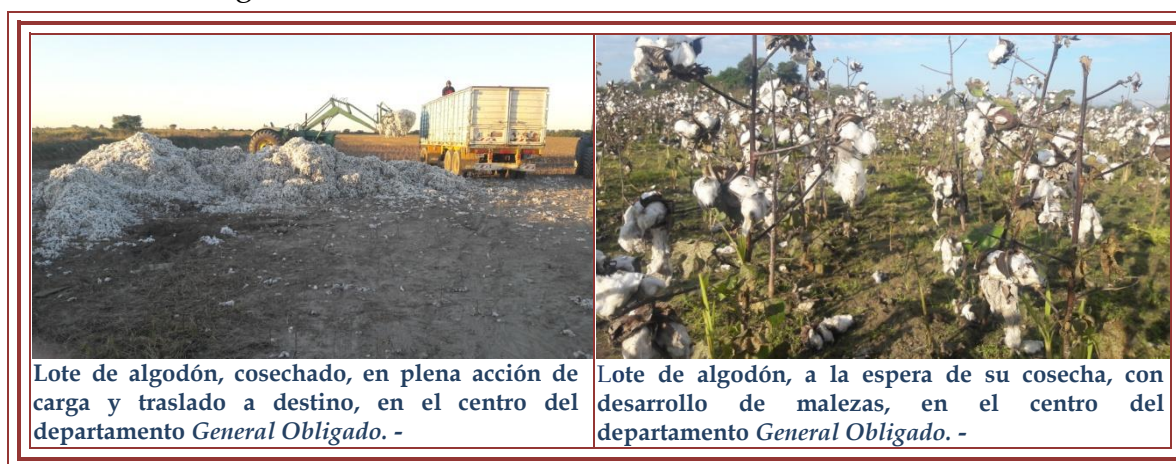 Lote de algodón, cosechado, en plena acción de
carga y traslado a destino, en el centro del
departamento General Obligado. -
Lote de algodón, a la espera de su cosecha, con
desarrollo de malezas, en el centro del
departamento General Obligado. -